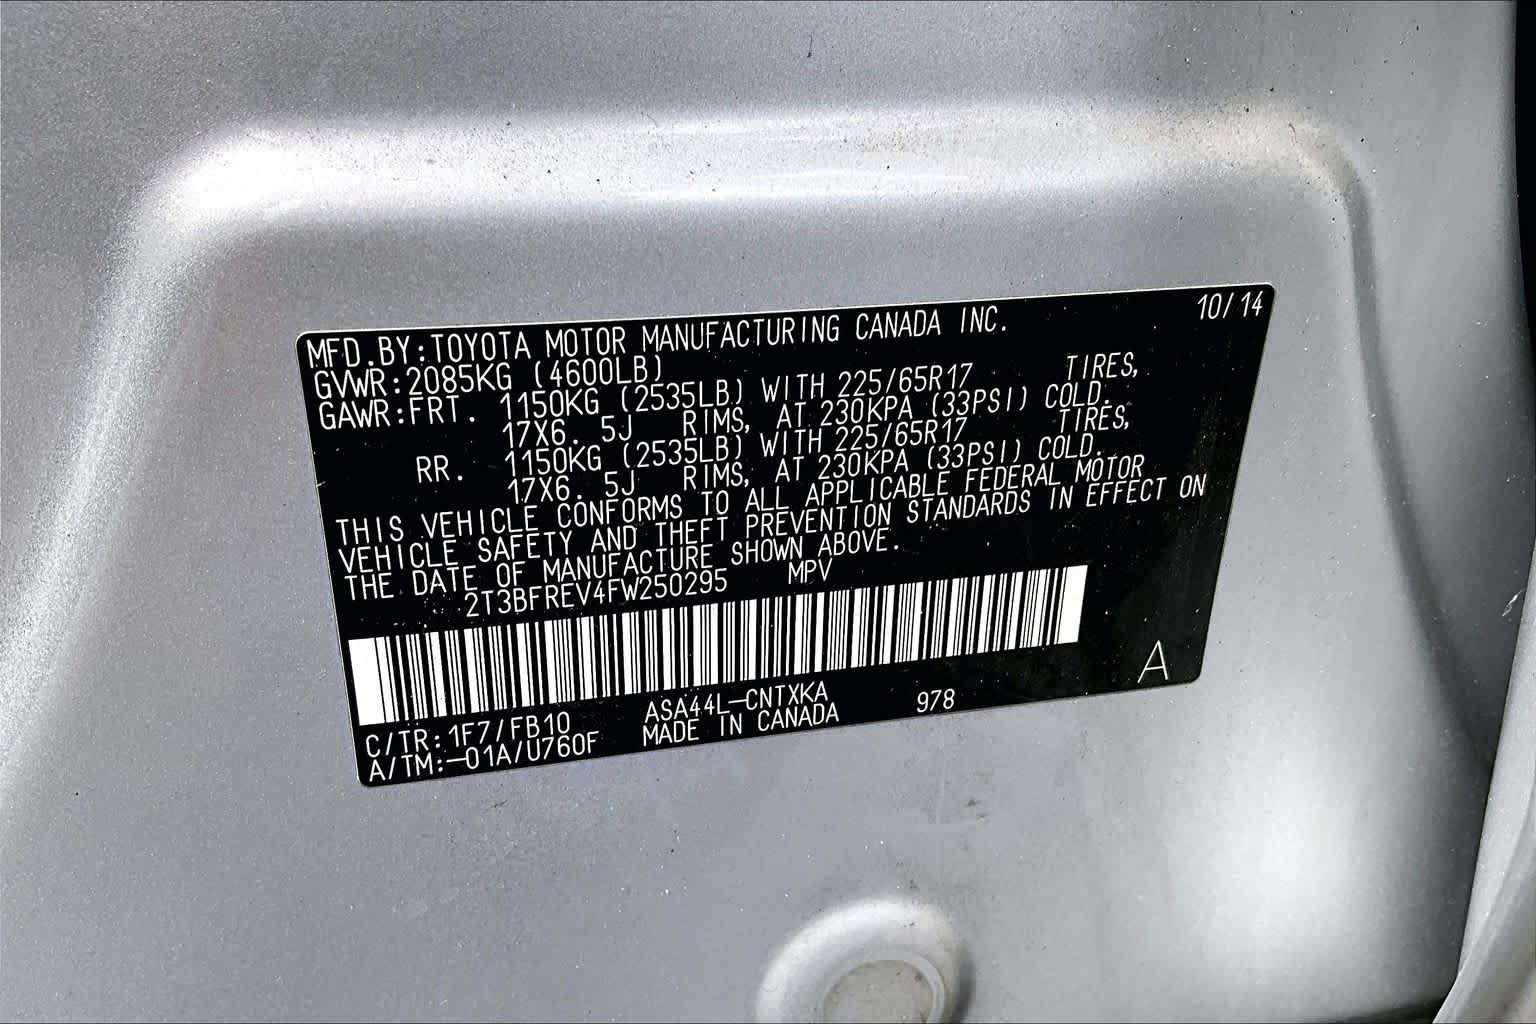 10/14
MFD.BY:TOYOTA MOTOR MANUFACTURING CANADA INC.
GVWR:2085KG (4600LB)
GAWR:FRT. 1150KG (2535LB) WITH 225/65R17 TIRES,
17X6. 5J RIMS, AT 230KPA (33PSI) COLD.
RR. 1150KG (2535LB) WITH 225/65R17 TIRES,
17X6. 5J RIMS, AT 230KPA (33PSI) COLD.
THIS VEHICLE CONFORMS TO ALL APPLICABLE FEDERAL MOTOR
VEHICLE SAFETY AND THEFT PREVENTION STANDARDS IN EFFECT ON
THE DATE OF MANUFACTURE SHOWN ABOVE.
2T3BFREV4FW250295 MPV
A
C/TR:1F7/FB10 ASA44L-CNTXKA 978
A/TM:-01A/U760F MADE IN CANADA